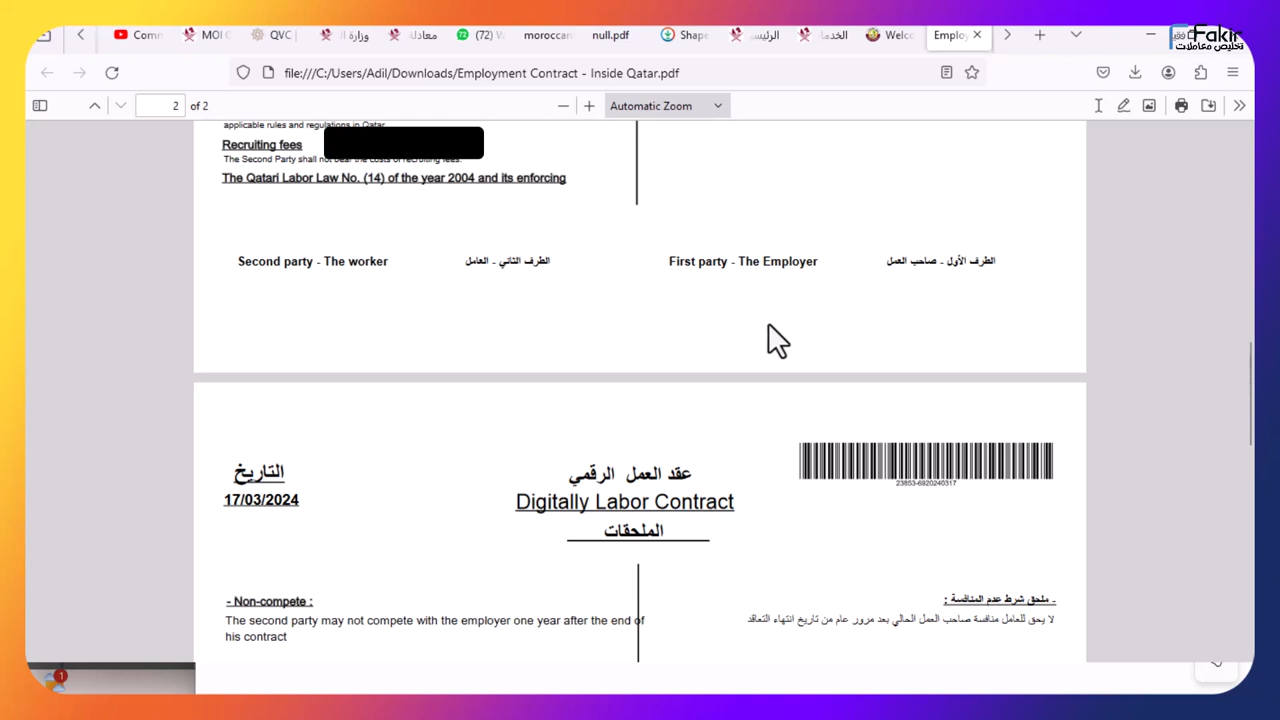 Comn
MOI C
QVC |
وزارة الـ
معادلة
(72) W
moroccan
null.pdf
Shape
الرئيسـ
الخدمـا
Welco
Employ
Fakir
تخليص معاملات
file:///C:/Users/Adil/Downloads/Employment Contract - Inside Qatar.pdf
2 of 2
Automatic Zoom
applicable rules and regulations in Qatar.
Recruiting fees
The Second Party shall not bear the costs of recruiting fees.
The Qatari Labor Law No. (14) of the year 2004 and its enforcing
Second party - The worker
الطرف الثاني - العامل
First party - The Employer
الطرف الأول - صاحب العمل
التاريخ
17/03/2024
عقد العمل الرقمي
Digitally Labor Contract
الملحقات
23853-6920240317
- Non-compete :
The second party may not compete with the employer one year after the end of
his contract
- ملحق شرط عدم المنافسة :
لا يحق للعامل منافسة صاحب العمل الحالي بعد مرور عام من تاريخ انتهاء التعاقد
1